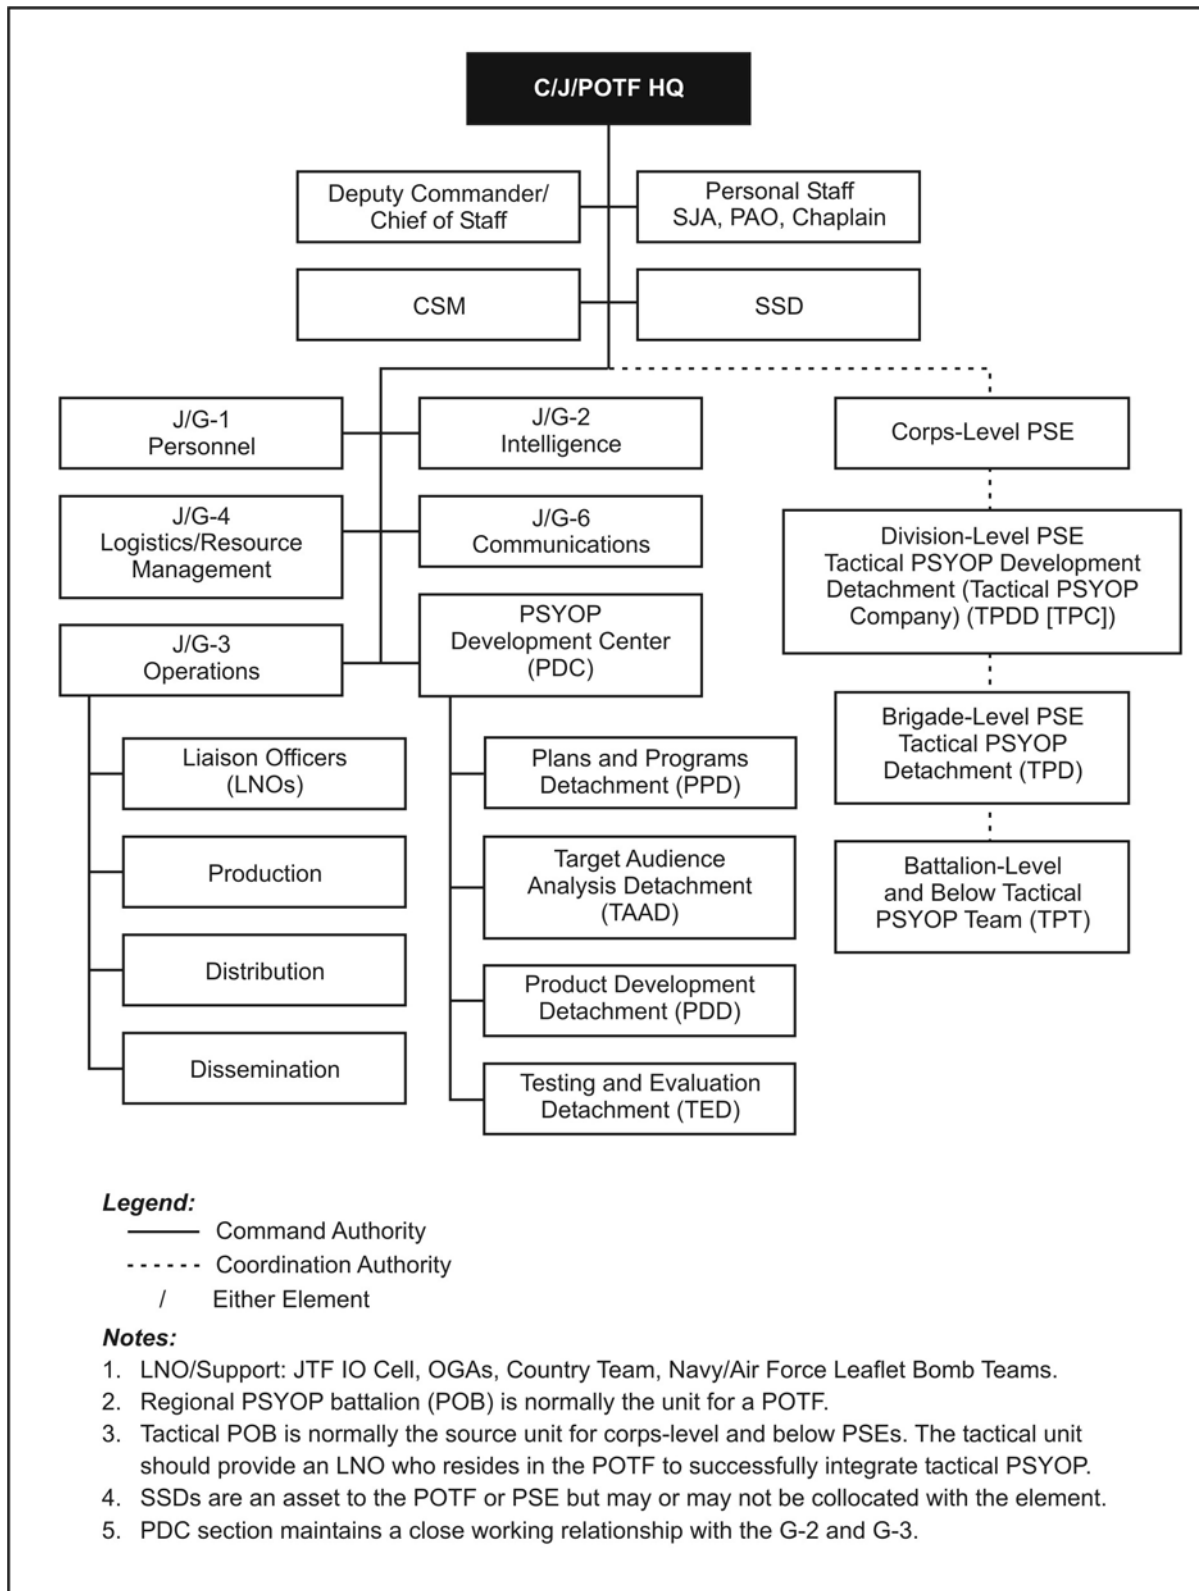 C/J/POTF HQ
Deputy Commander/
Chief of Staff
Personal Staff
SJA, PAO, Chaplain
CSM
SSD
J/G-1
Personnel
J/G-2
Intelligence
Corps-Level PSE
J/G-4
Logistics/Resource
Management
J/G-6
Communications
Division-Level PSE
Tactical PSYOP Development
Detachment (Tactical PSYOP
Company) (TPDD [TPC])
J/G-3
Operations
PSYOP
Development Center
(PDC)
Brigade-Level PSE
Tactical PSYOP
Detachment (TPD)
Liaison Officers
(LNOs)
Plans and Programs
Detachment (PPD)
Battalion-Level
and Below Tactical
PSYOP Team (TPT)
Production
Target Audience
Analysis Detachment
(TAAD)
Distribution
Product Development
Detachment (PDD)
Dissemination
Testing and Evaluation
Detachment (TED)
Legend:
Command Authority
Coordination Authority
/ Either Element
Notes:
1. LNO/Support: JTF IO Cell, OGAs, Country Team, Navy/Air Force Leaflet Bomb Teams.
2. Regional PSYOP battalion (POB) is normally the unit for a POTF.
3. Tactical POB is normally the source unit for corps-level and below PSEs. The tactical unit
should provide an LNO who resides in the POTF to successfully integrate tactical PSYOP.
4. SSDs are an asset to the POTF or PSE but may or may not be collocated with the element.
5. PDC section maintains a close working relationship with the G-2 and G-3.